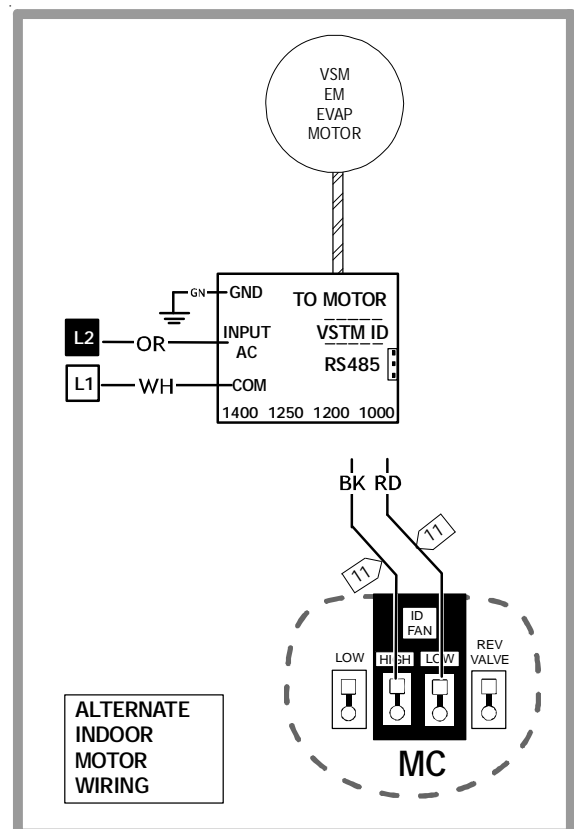 VSM
EM
EVAP
MOTOR
GN
GND
TO MOTOR
L2
OR
INPUT
AC
VSTM ID
RS485
L1
WH
COM
1400 1250 1200 1000
BK RD
11
11
ID
FAN
LOW
HIGH
LOW
REV
VALVE
MC
ALTERNATE
INDOOR
MOTOR
WIRING